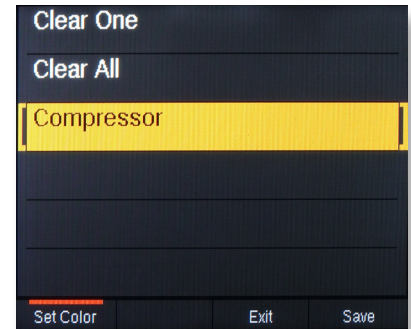 Clear One
Clear All
Compressor
Set Color Exit Save